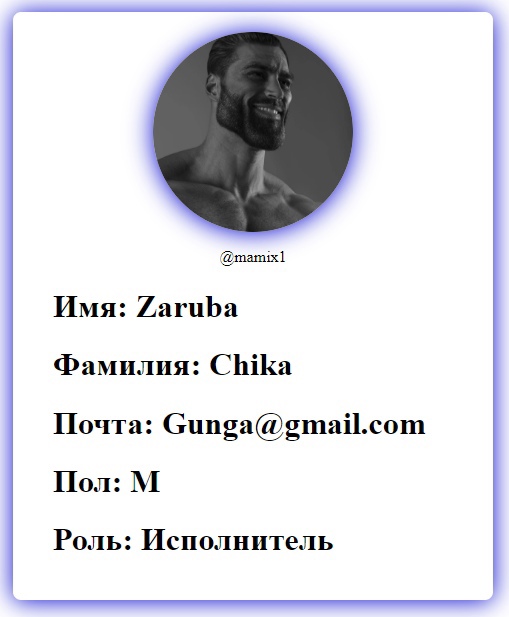 @mamix1
Имя: Zaruba
Фамилия: Chika
Почта: Gunga@gmail.com
Пол: М
Роль: Исполнитель